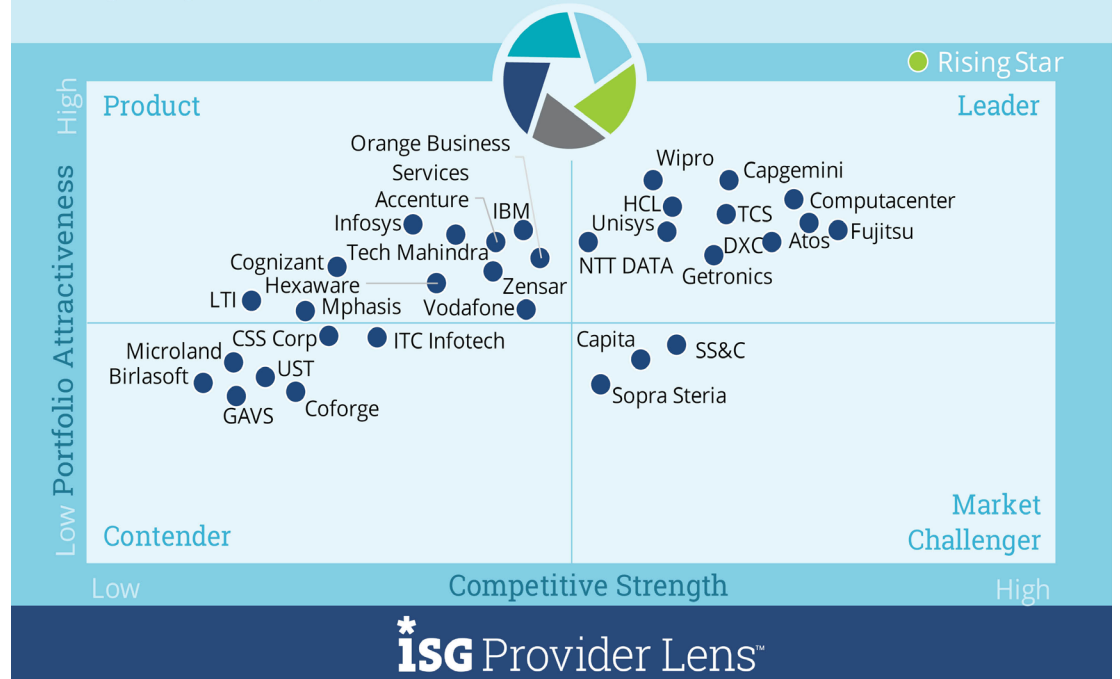 Rising Star
High
Product
Leader
Orange Business
Services
Accenture
Wipro
Capgemini
Infosys
IBM
HCL
TCS
Computacenter
Unisys
Tech Mahindra
DXC
Atos
Fujitsu
Cognizant
NTT DATA
Getronics
Hexaware
Zensar
LTI
Mphasis
Vodafone
CSS Corp
ITC Infotech
Capita
SS&C
Microland
Birlasoft
UST
Sopra Steria
GAVS
Coforge
Portfolio Attractiveness
Low
Contender
Market
Challenger
Low
Competitive Strength
High
iSG Provider Lens™